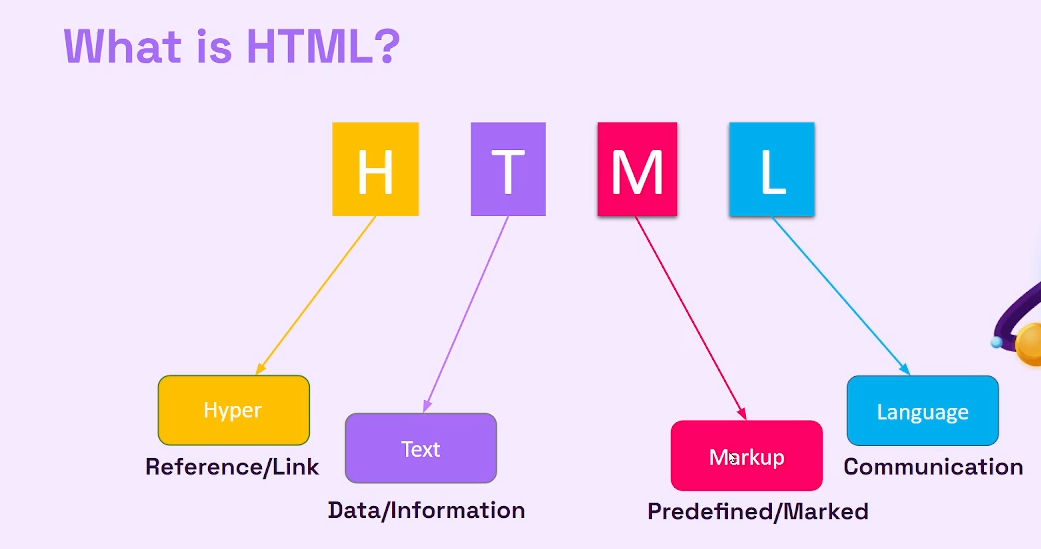 What is HTML?
H T M L
Hyper
Reference/Link
Text
Data/Information
Markup
Predefined/Marked
Language
Communication